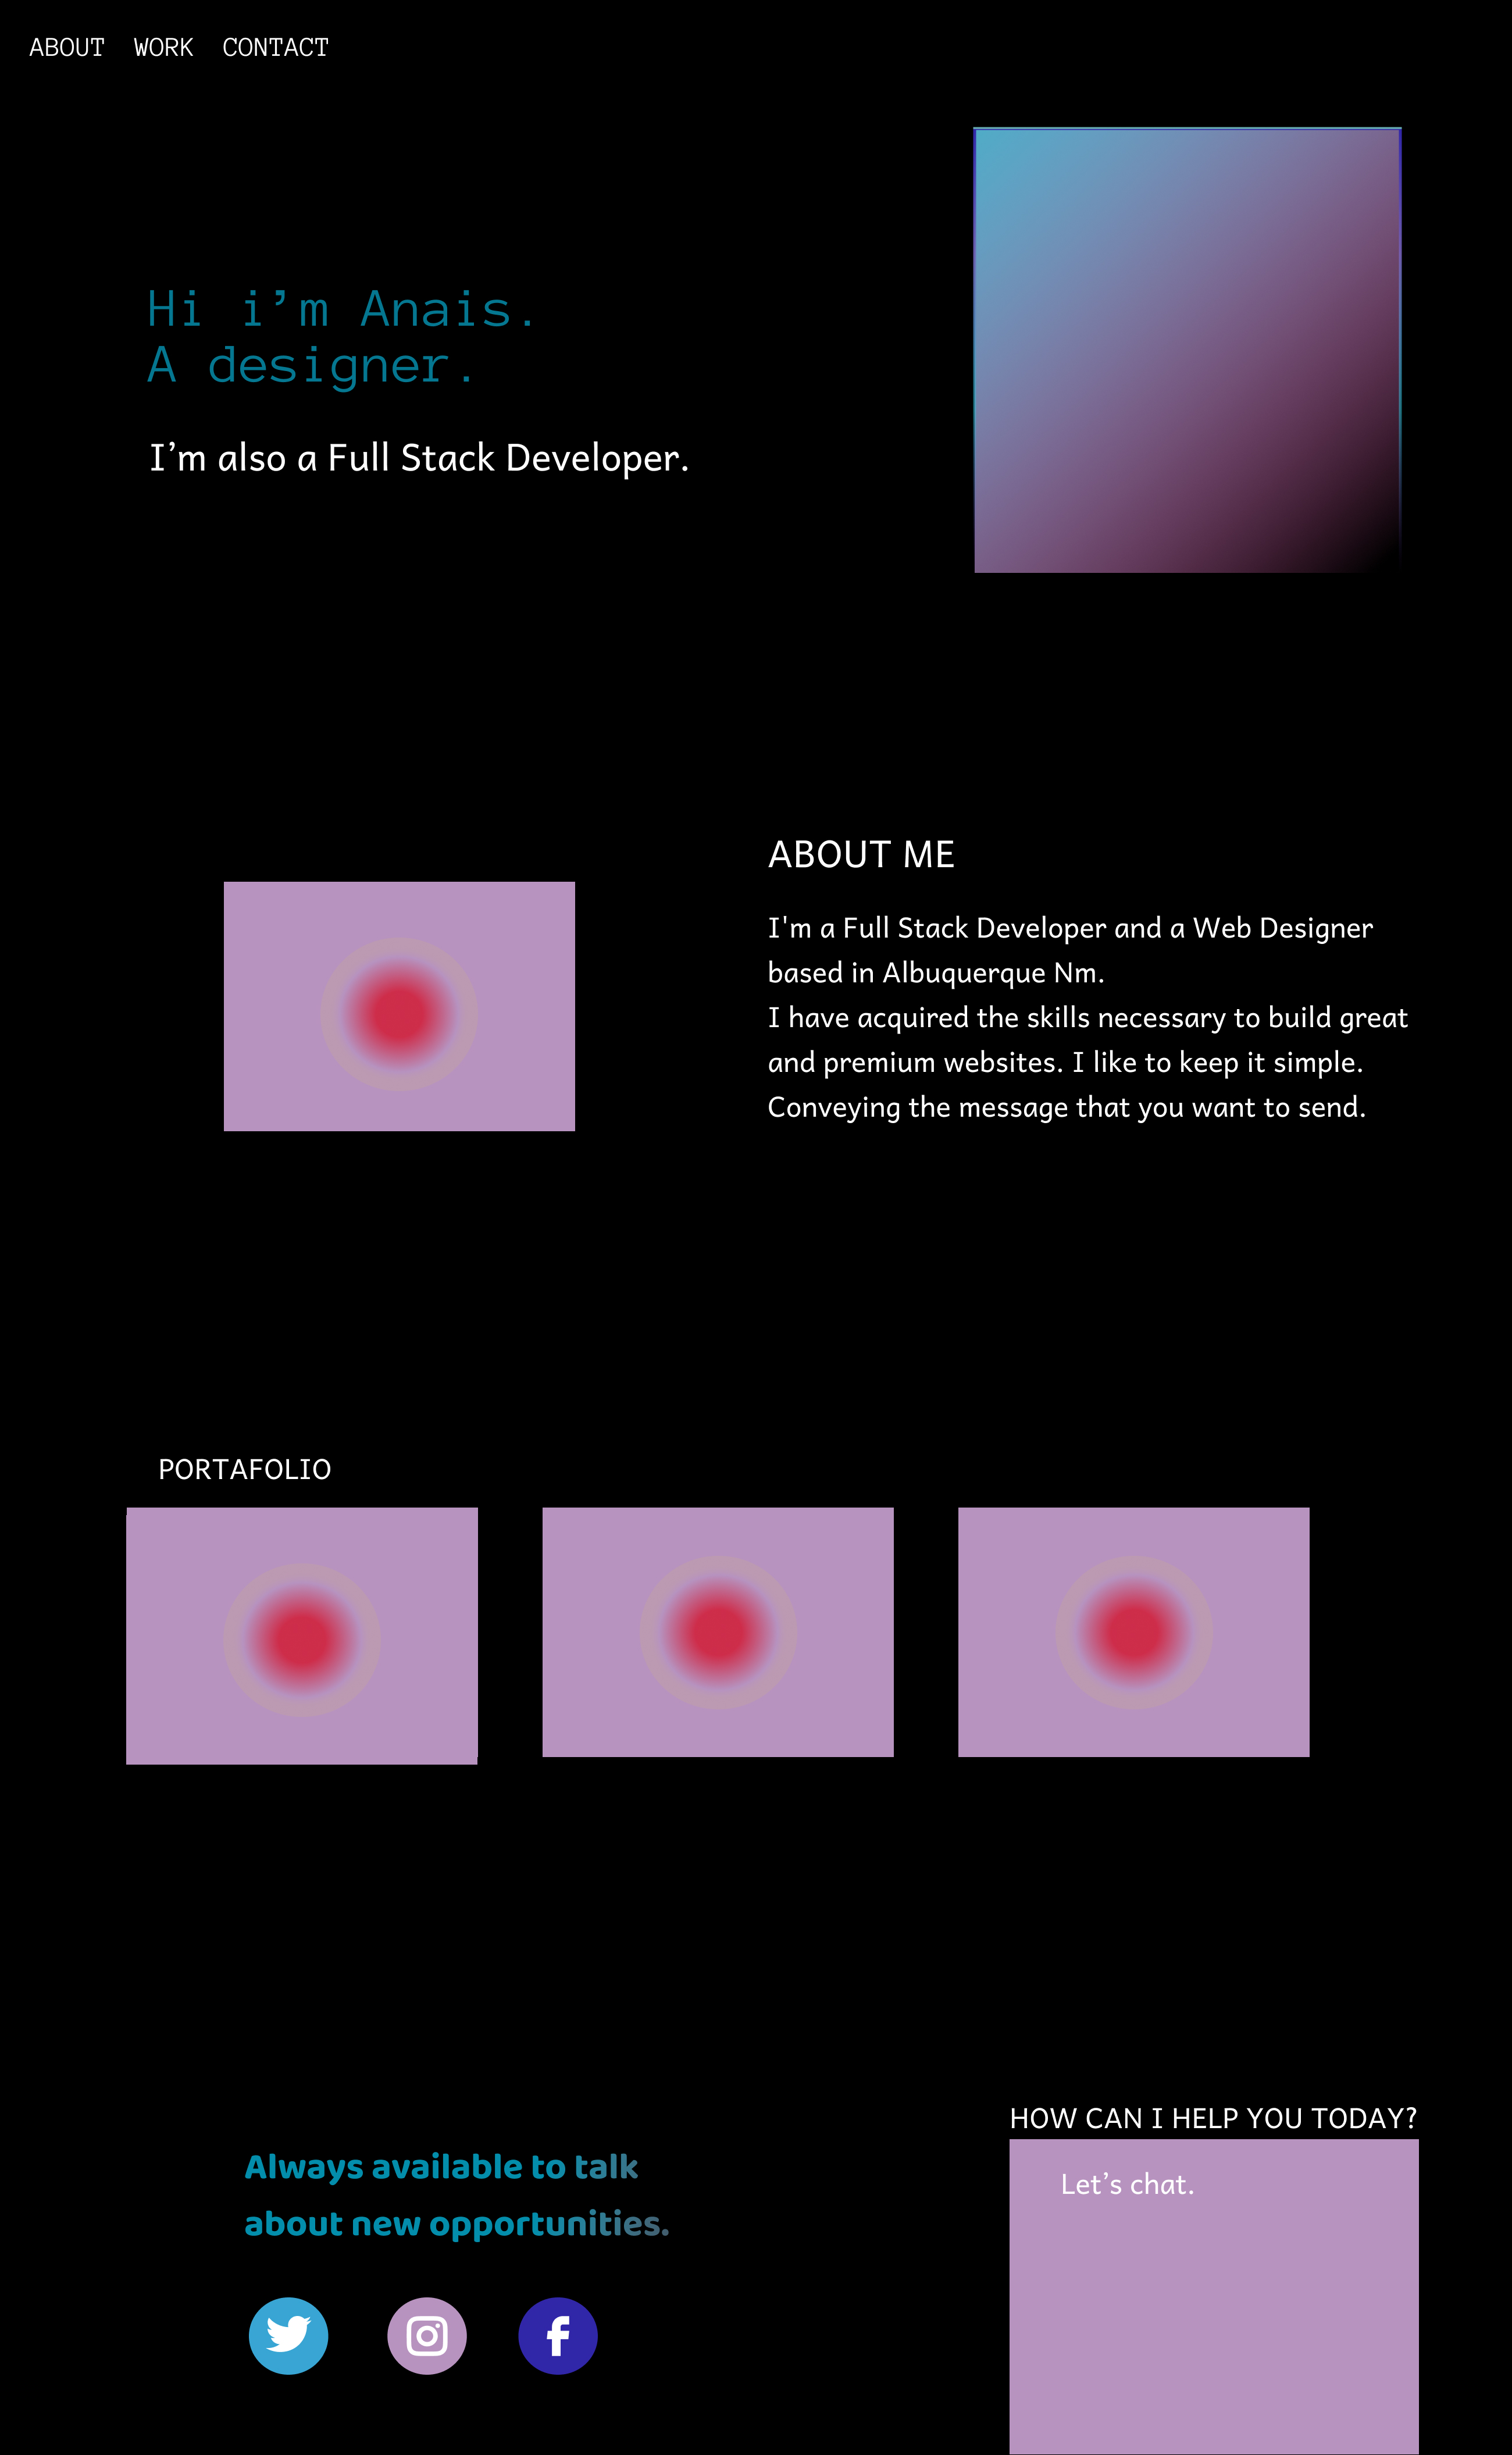 ABOUT WORK CONTACT
Hi i’m Anais.
A designer.
I’m also a Full Stack Developer.
ABOUT ME
I'm a Full Stack Developer and a Web Designer
based in Albuquerque Nm.
I have acquired the skills necessary to build great
and premium websites. I like to keep it simple.
Conveying the message that you want to send.
PORTAFOLIO
HOW CAN I HELP YOU TODAY?
Always available to talk
about new opportunities.
Let’s chat.